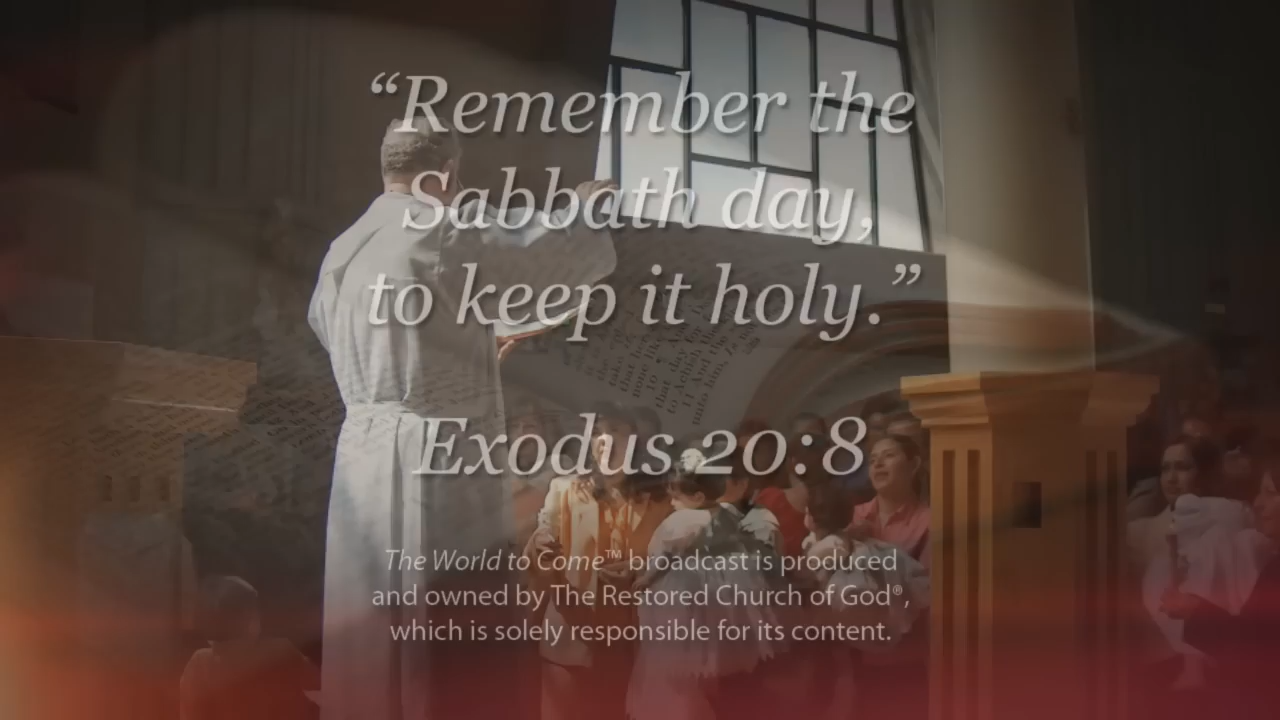 “Remember the
Sabbath day,
to keep it holy.”
Exodus 20:8
The World to Come™ broadcast is produced
and owned by The Restored Church of God®,
which is solely responsible for its content.